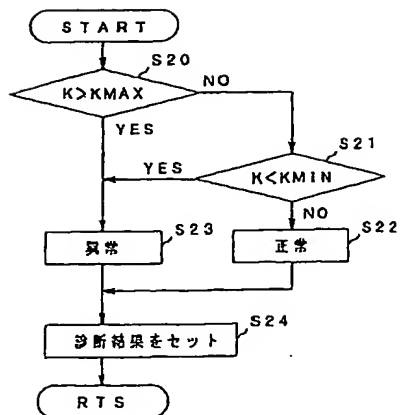 START
S20
K>KMAX
NO
YES
S21
K<KMIN
YES
NO
S23
異常
S22
正常
S24
診断結果をセット
RTS